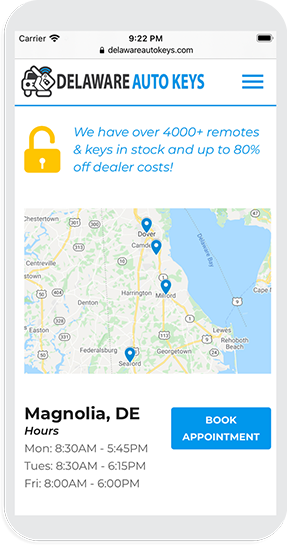 Carrier 9:22 PM
delawareautokeys.com
DELAWARE AUTO KEYS
We have over 4000+ remotes
& keys in stock and up to 80%
off dealer costs!
Chestertown
Dover
Camden
Delaware Bay
Centreville
Denton
Harrington
Milford
Cape M
Easton
Lewes
Rehoboth
Beach
Federalsburg
Georgetown
Seaford
Cambridge
Magnolia, DE
Hours
Mon: 8:30AM - 5:45PM
Tues: 8:30AM - 6:15PM
Fri: 8:00AM - 6:00PM
BOOK
APPOINTMENT